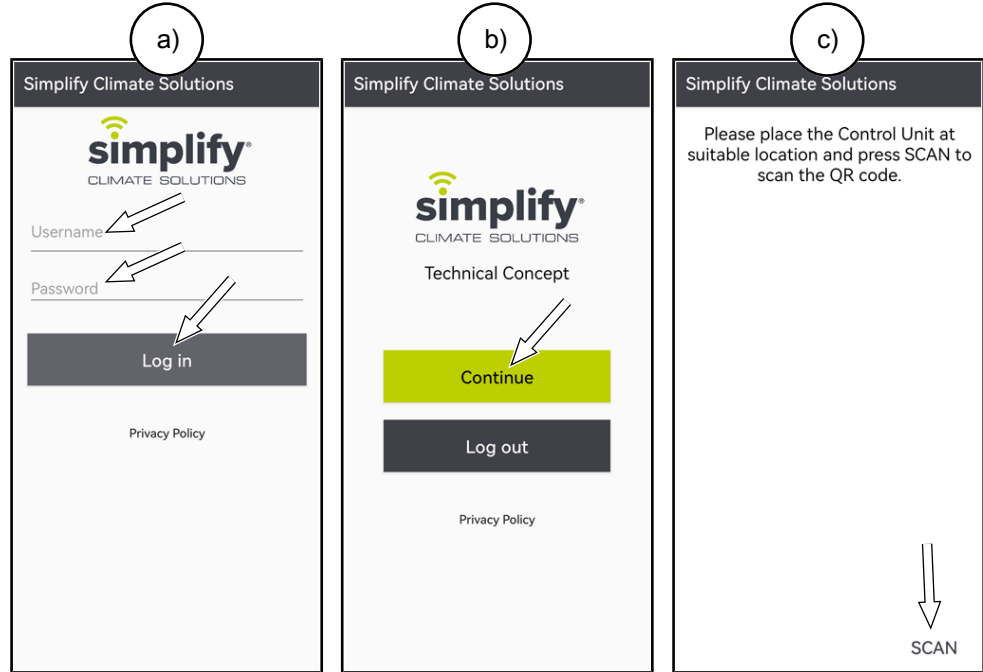 a)
Simplify Climate Solutions
simplify
CLIMATE SOLUTIONS
Username
Password
Log in
Privacy Policy
b)
Simplify Climate Solutions
simplify
CLIMATE SOLUTIONS
Technical Concept
Continue
Log out
Privacy Policy
c)
Simplify Climate Solutions
Please place the Control Unit at
suitable location and press SCAN to
scan the QR code.
SCAN